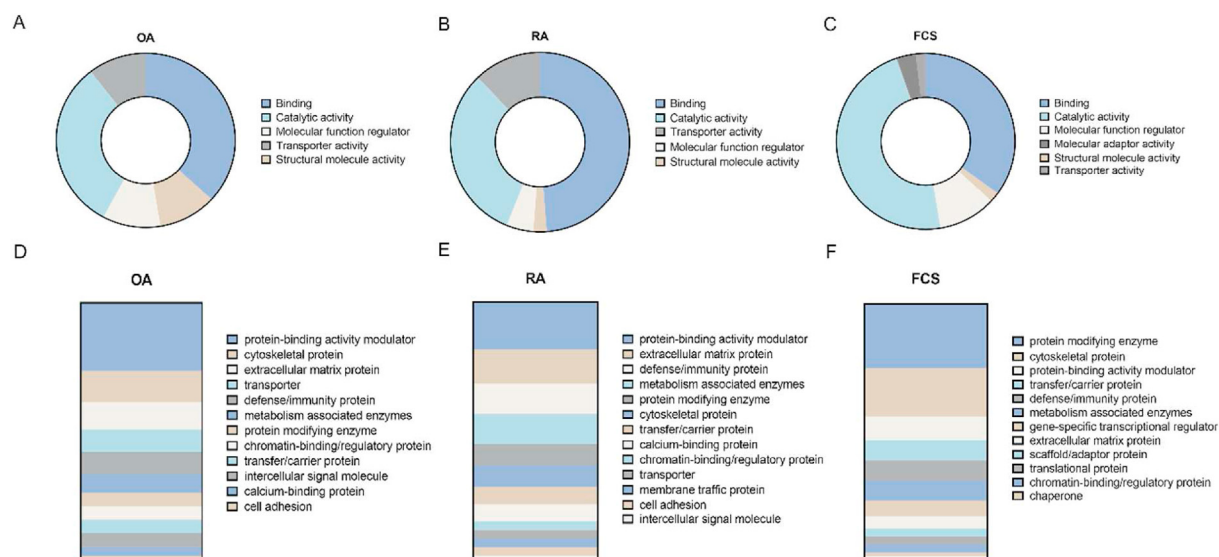 A
OA
Binding
Catalytic activity
Molecular function regulator
Transporter activity
Structural molecule activity
B
RA
Binding
Catalytic activity
Transporter activity
Molecular function regulator
Structural molecule activity
C
FCS
Binding
Catalytic activity
Molecular function regulator
Molecular adaptor activity
Structural molecule activity
Transporter activity
D
OA
protein-binding activity modulator
cytoskeletal protein
extracellular matrix protein
transporter
defense/immunity protein
metabolism associated enzymes
protein modifying enzyme
chromatin-binding/regulatory protein
transfer/carrier protein
intercellular signal molecule
calcium-binding protein
cell adhesion
E
RA
protein-binding activity modulator
extracellular matrix protein
defense/immunity protein
metabolism associated enzymes
protein modifying enzyme
cytoskeletal protein
transfer/carrier protein
calcium-binding protein
chromatin-binding/regulatory protein
transporter
membrane traffic protein
cell adhesion
intercellular signal molecule
F
FCS
protein modifying enzyme
cytoskeletal protein
protein-binding activity modulator
transfer/carrier protein
defense/immunity protein
metabolism associated enzymes
gene-specific transcriptional regulator
extracellular matrix protein
scaffold/adaptor protein
translational protein
chromatin-binding/regulatory protein
chaperone